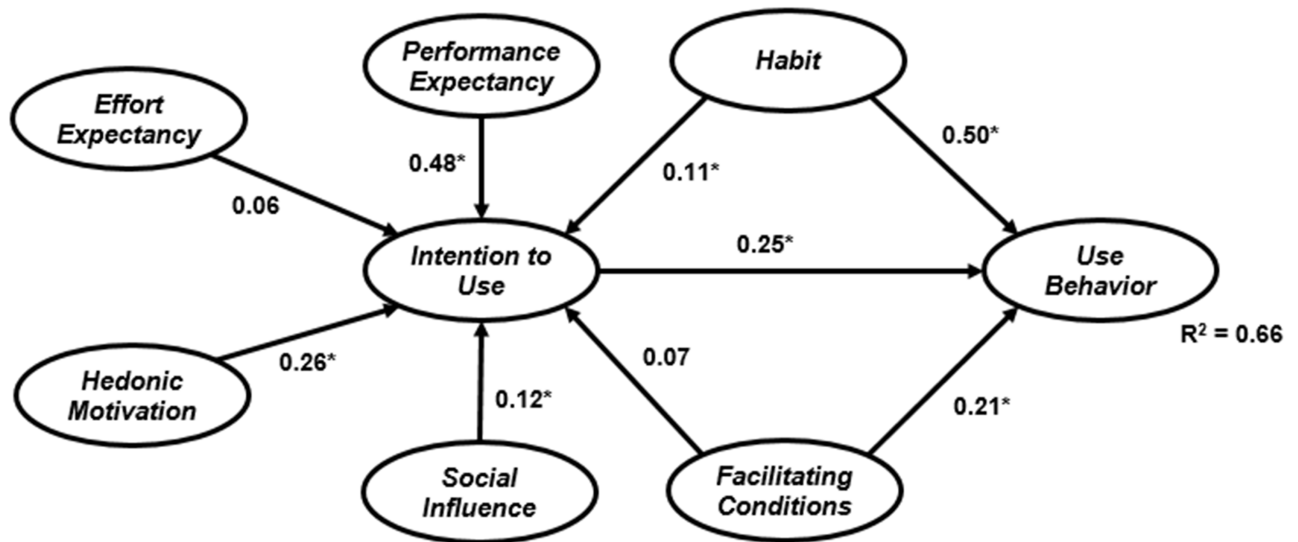 Performance
Expectancy
Habit
Effort
Expectancy
0.50*
0.48*
0.11*
0.06
Intention to
Use
0.25*
Use
Behavior
R² = 0.66
0.07
0.26*
Hedonic
Motivation
0.12*
0.21*
Social
Influence
Facilitating
Conditions